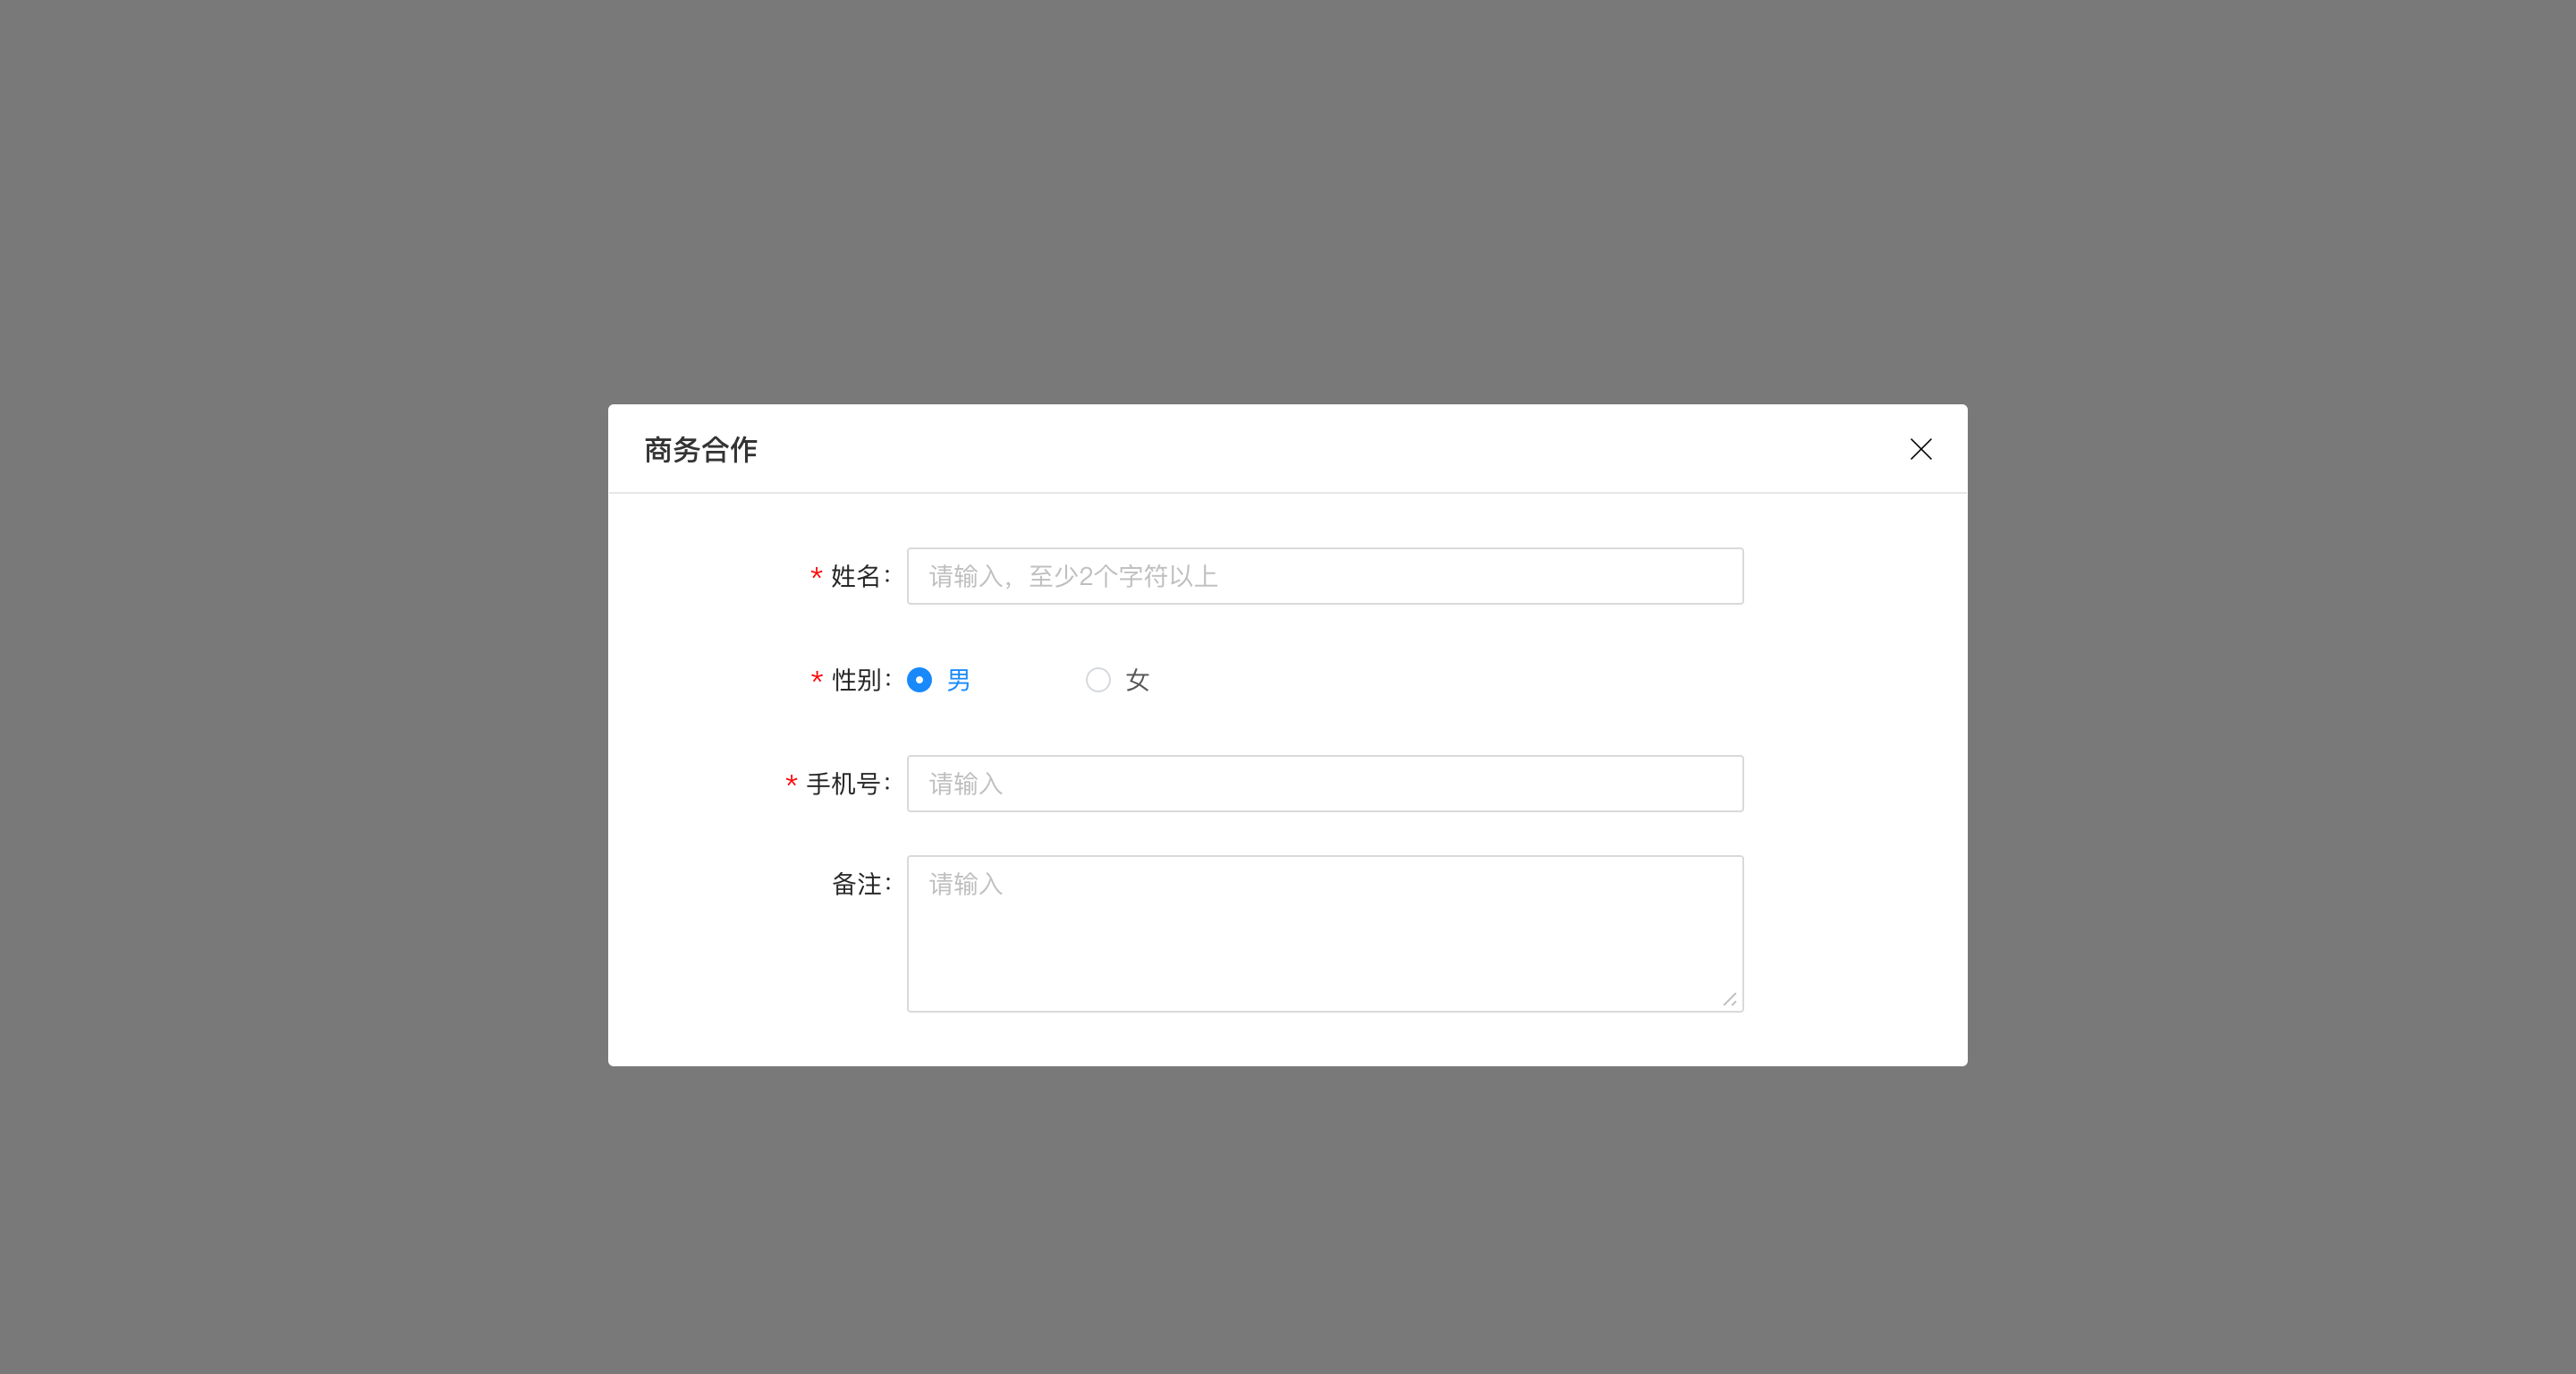 商务合作
* 姓名： 请输入，至少2个字符以上
* 性别： 男 女
* 手机号： 请输入
备注： 请输入